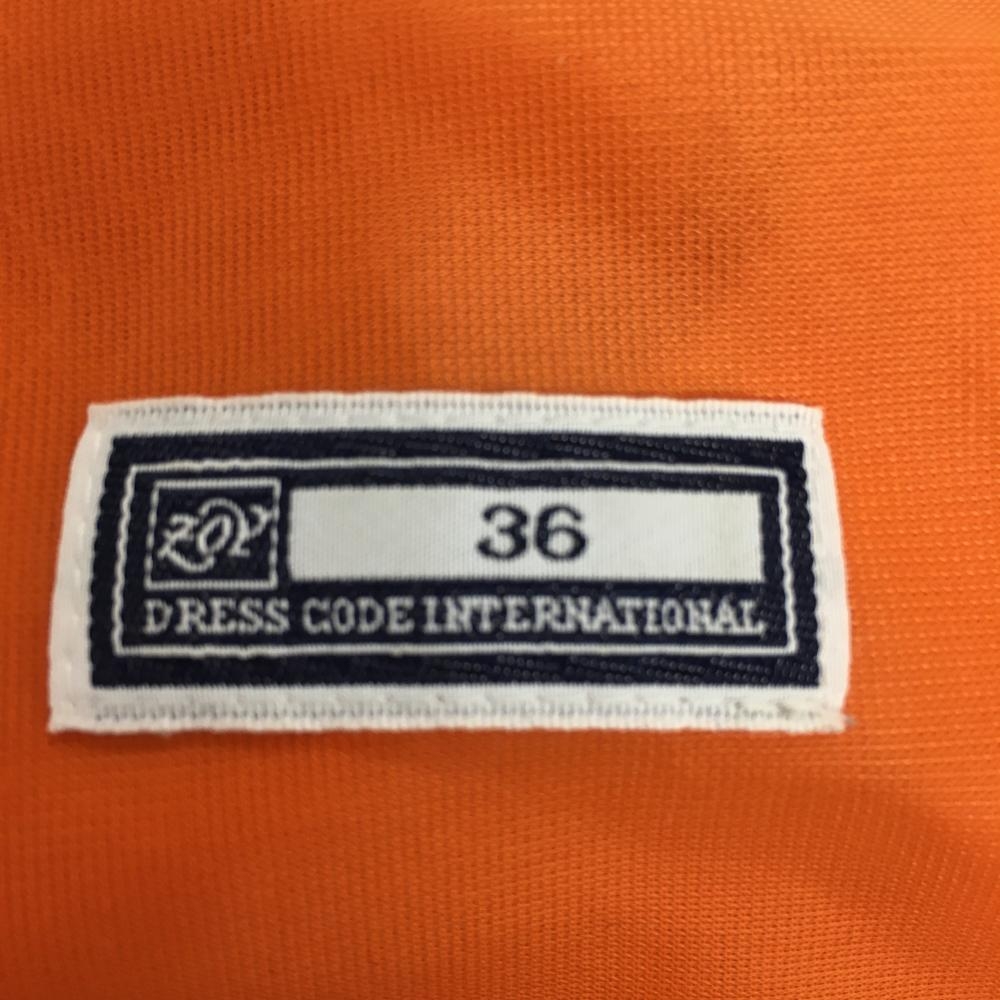 ZOY
36
DRESS CODE INTERNATIONAL